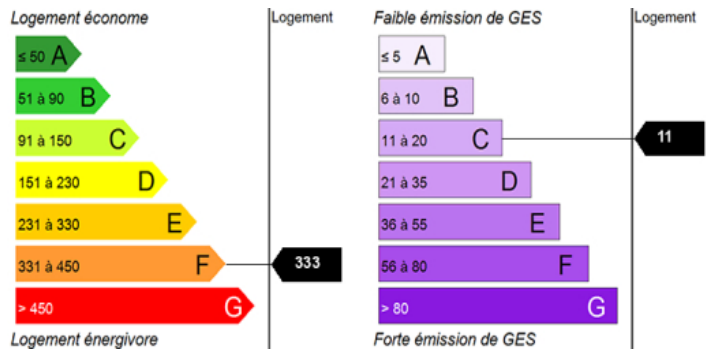 Logement économe
Logement
≤ 50 A
51 à 90 B
91 à 150 C
151 à 230 D
231 à 330 E
331 à 450 F
333
> 450 G
Logement énergivore
Faible émission de GES
Logement
≤ 5 A
6 à 10 B
11 à 20 C
11
21 à 35 D
36 à 55 E
56 à 80 F
> 80 G
Forte émission de GES